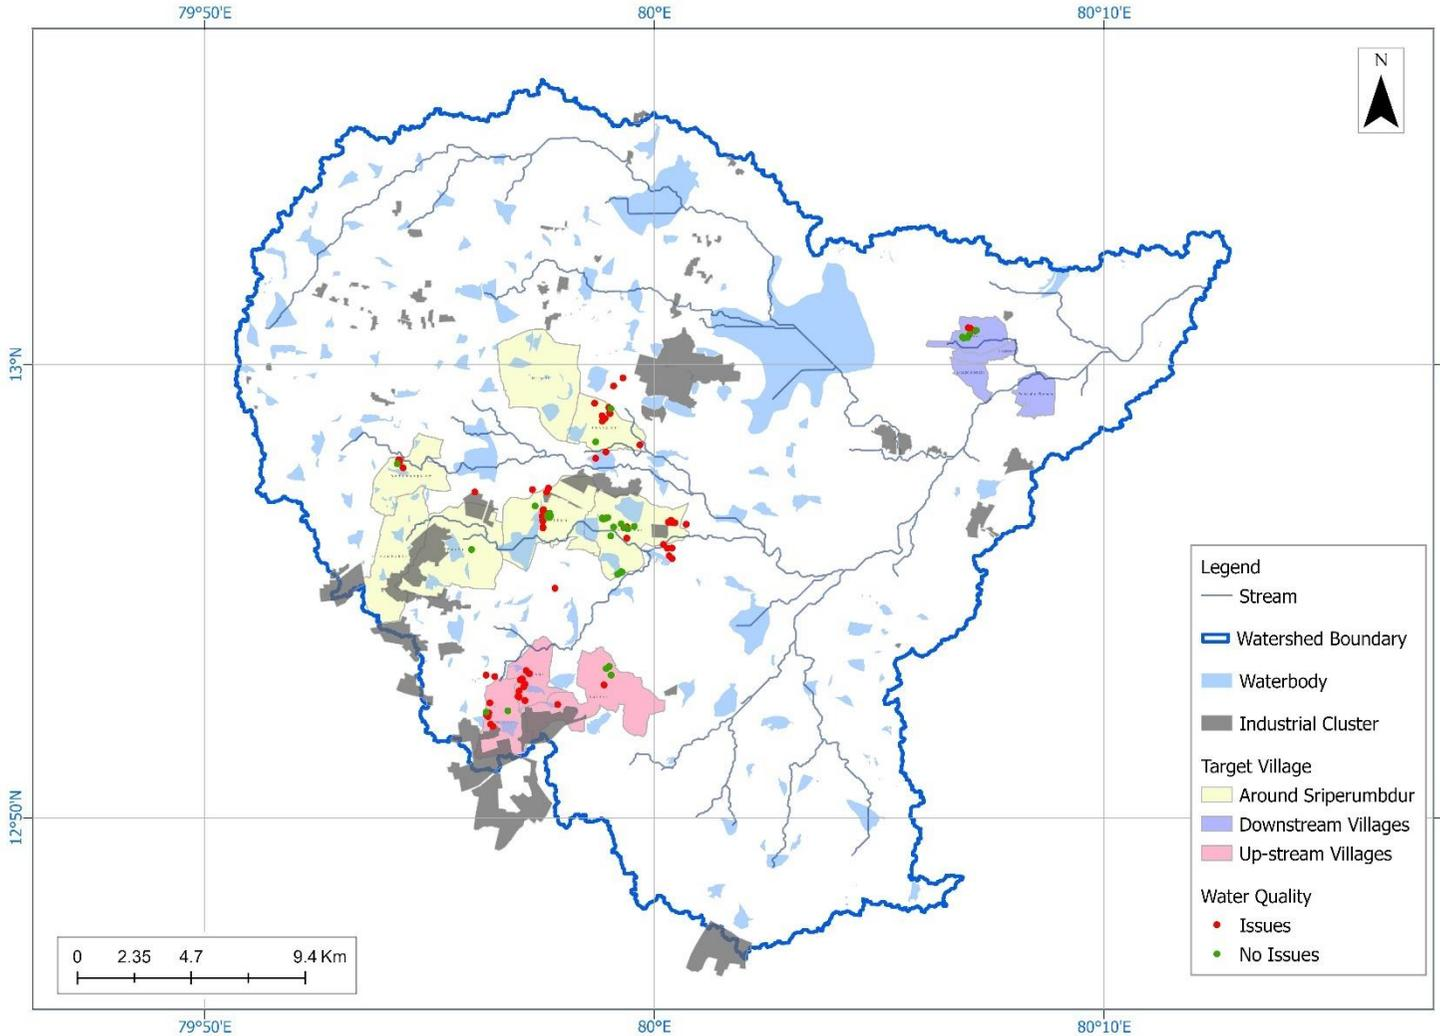 79°50'E 80°E 80°10'E
N
13°N
12°50'N
Legend
Stream
Watershed Boundary
Waterbody
Industrial Cluster
Target Village
Around Sriperumbdur
Downstream Villages
Up-stream Villages
Water Quality
Issues
No Issues
0 2.35 4.7 9.4 Km
79°50'E 80°E 80°10'E